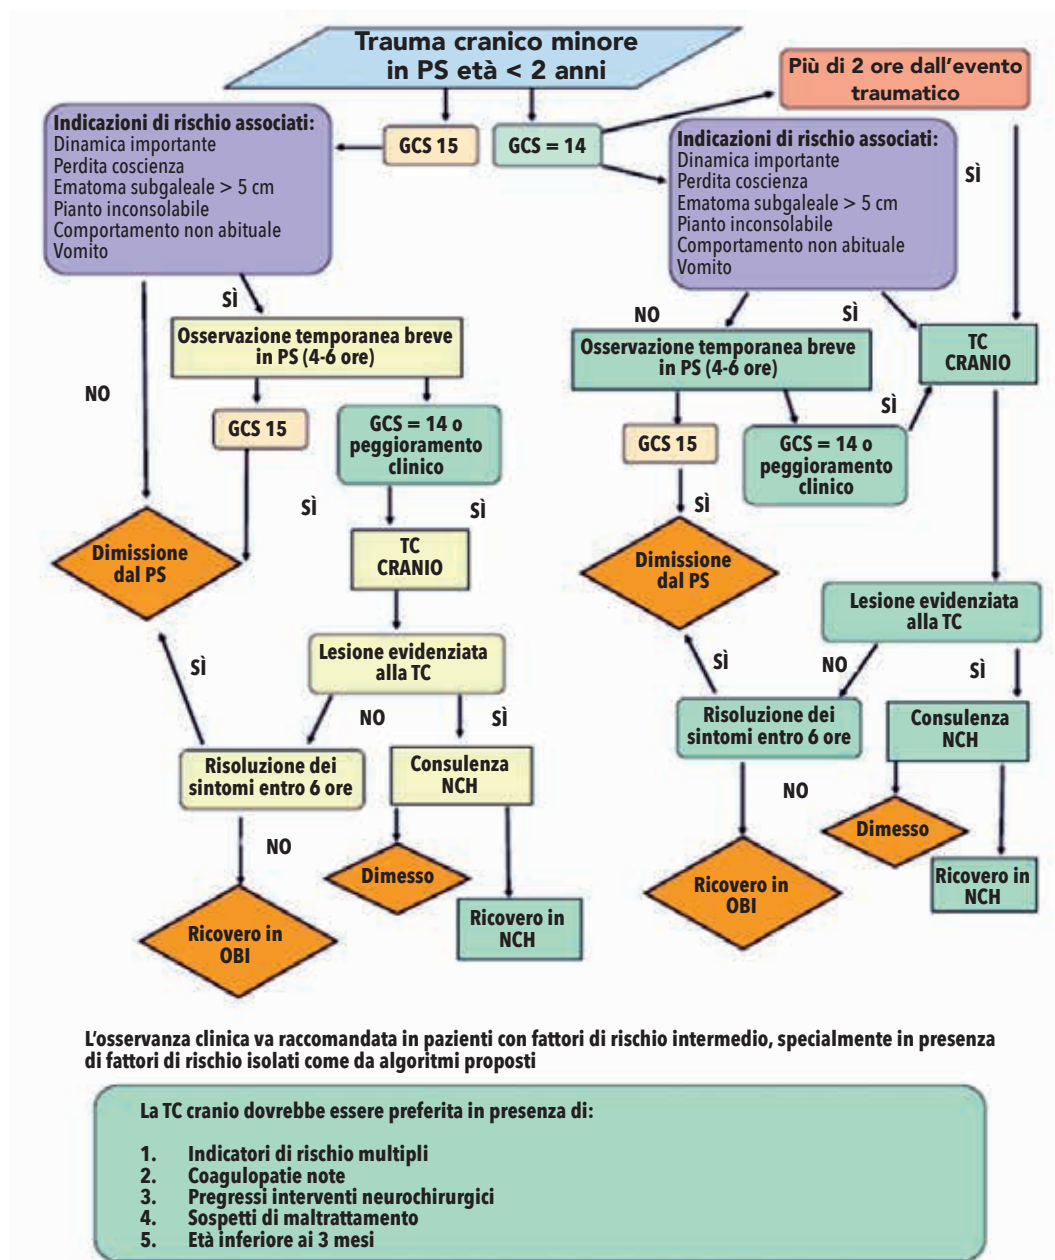 Trauma cranico minore
in PS età < 2 anni
Più di 2 ore dall'evento
traumatico
GCS 15
GCS = 14
Indicazioni di rischio associati:
Dinamica importante
Perdita coscienza
Ematoma subgaleale > 5 cm
Pianto inconsolabile
Comportamento non abituale
Vomito
Indicazioni di rischio associati:
Dinamica importante
Perdita coscienza
Ematoma subgaleale > 5 cm
Pianto inconsolabile
Comportamento non abituale
Vomito
SÌ
SÌ
NO
Osservazione temporanea breve
in PS (4-6 ore)
GCS 15
GCS = 14 o
peggioramento
clinico
SÌ
SÌ
Dimissione
dal PS
TC
CRANIO
Lesione evidenziata
alla TC
SÌ
NO
SÌ
Risoluzione dei
sintomi entro 6 ore
Consulenza
NCH
NO
Dimesso
Ricovero in
OBI
Ricovero in
NCH
NO
SÌ
Osservazione temporanea breve
in PS (4-6 ore)
TC
CRANIO
SÌ
GCS 15
GCS = 14 o
peggioramento
clinico
SÌ
Dimissione
dal PS
Lesione evidenziata
alla TC
SÌ
NO
SÌ
Risoluzione dei
sintomi entro 6 ore
Consulenza
NCH
NO
Dimesso
Ricovero in
OBI
Ricovero in
NCH
L'osservanza clinica va raccomandata in pazienti con fattori di rischio intermedio, specialmente in presenza
di fattori di rischio isolati come da algoritmi proposti
La TC cranio dovrebbe essere preferita in presenza di:
1. Indicatori di rischio multipli
2. Coagulopatie note
3. Pregressi interventi neurochirurgici
4. Sospetti di maltrattamento
5. Età inferiore ai 3 mesi